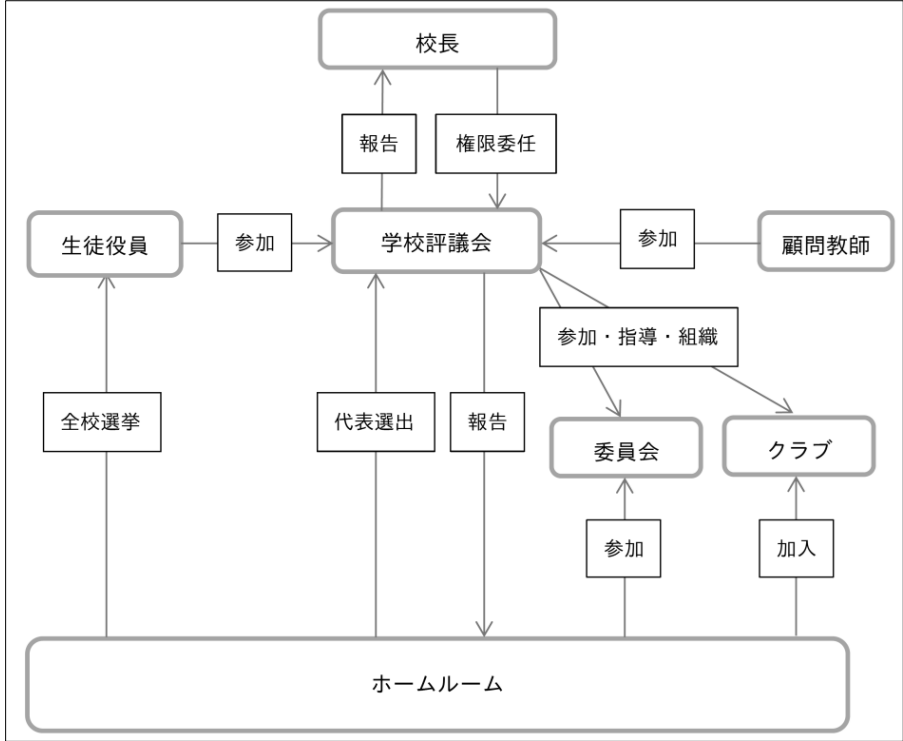 校長
報告
権限委任
生徒役員
参加
学校評議会
参加
顧問教師
参加・指導・組織
全校選挙
代表選出
報告
委員会
クラブ
参加
加入
ホームルーム